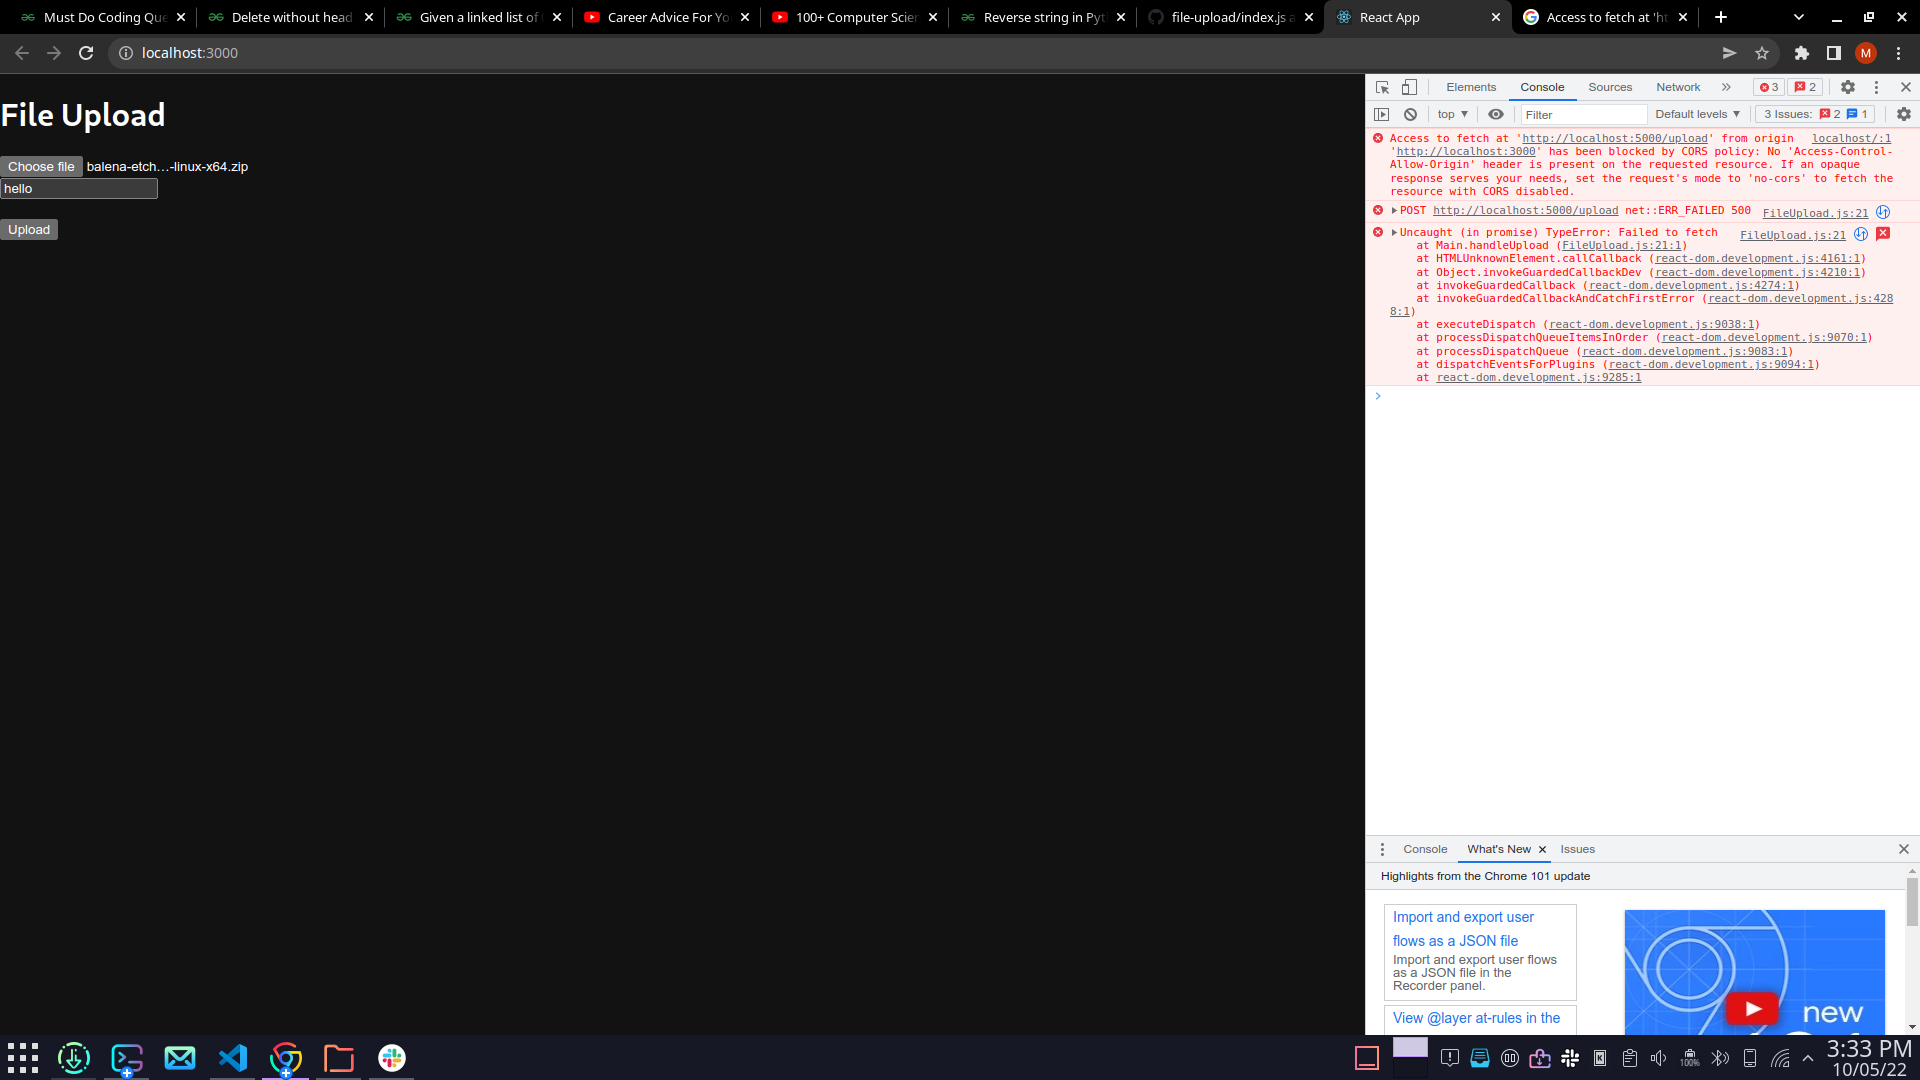 Must Do Coding Que
Delete without head
Given a linked list of
Career Advice For Yo
100+ Computer Scien
Reverse string in Pyt
file-upload/index.js a
React App
Access to fetch at 'ht
localhost:3000
M
File Upload
Choose file balena-etch…-linux-x64.zip
hello
Upload
Elements Console Sources Network » 3 2
top ▼ Filter Default levels ▼ 3 Issues: 2 1
Access to fetch at 'http://localhost:5000/upload' from origin localhost/:1
'http://localhost:3000' has been blocked by CORS policy: No 'Access-Control-
Allow-Origin' header is present on the requested resource. If an opaque
response serves your needs, set the request's mode to 'no-cors' to fetch the
resource with CORS disabled.
▶POST http://localhost:5000/upload net::ERR_FAILED 500 FileUpload.js:21
▶Uncaught (in promise) TypeError: Failed to fetch FileUpload.js:21
at Main.handleUpload (FileUpload.js:21:1)
at HTMLUnknownElement.callCallback (react-dom.development.js:4161:1)
at Object.invokeGuardedCallbackDev (react-dom.development.js:4210:1)
at invokeGuardedCallback (react-dom.development.js:4274:1)
at invokeGuardedCallbackAndCatchFirstError (react-dom.development.js:428
8:1)
at executeDispatch (react-dom.development.js:9038:1)
at processDispatchQueueItemsInOrder (react-dom.development.js:9070:1)
at processDispatchQueue (react-dom.development.js:9083:1)
at dispatchEventsForPlugins (react-dom.development.js:9094:1)
at react-dom.development.js:9285:1
Console What's New Issues
Highlights from the Chrome 101 update
Import and export user
flows as a JSON file
Import and export user flows
as a JSON file in the
Recorder panel.
View @layer at-rules in the
new
100%
3:33 PM
10/05/22